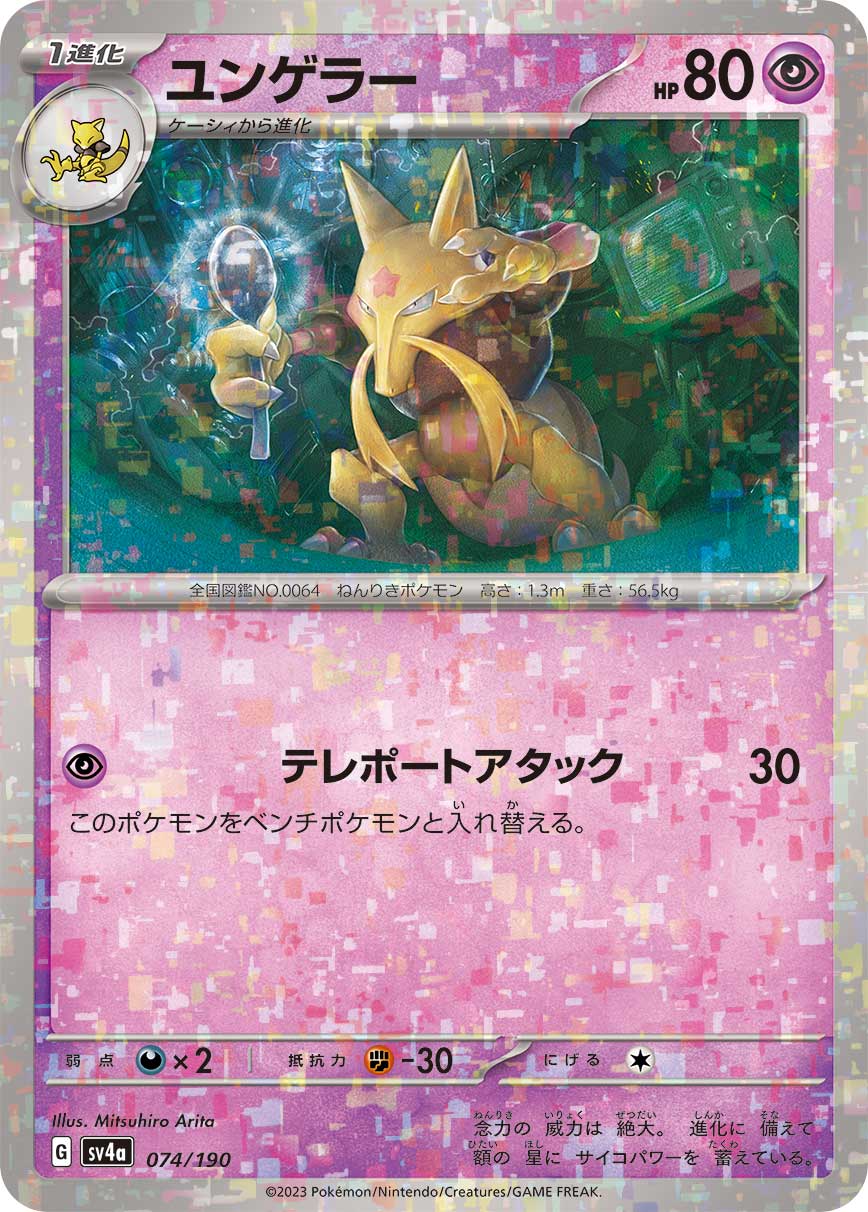 1進化
ユンゲラー
HP80
ケーシィから進化
全国図鑑NO.0064 ねんりきポケモン 高さ:1.3m 重さ:56.5kg
テレポートアタック 30
このポケモンをベンチポケモンと入れ替える。
弱点 ×2 抵抗力 -30 にげる
Illus. Mitsuhiro Arita
G sv4a 074/190
念力の 威力は 絶大。 進化に 備えて
額の 星に サイコパワーを 蓄えている。
©2023 Pokémon/Nintendo/Creatures/GAME FREAK.